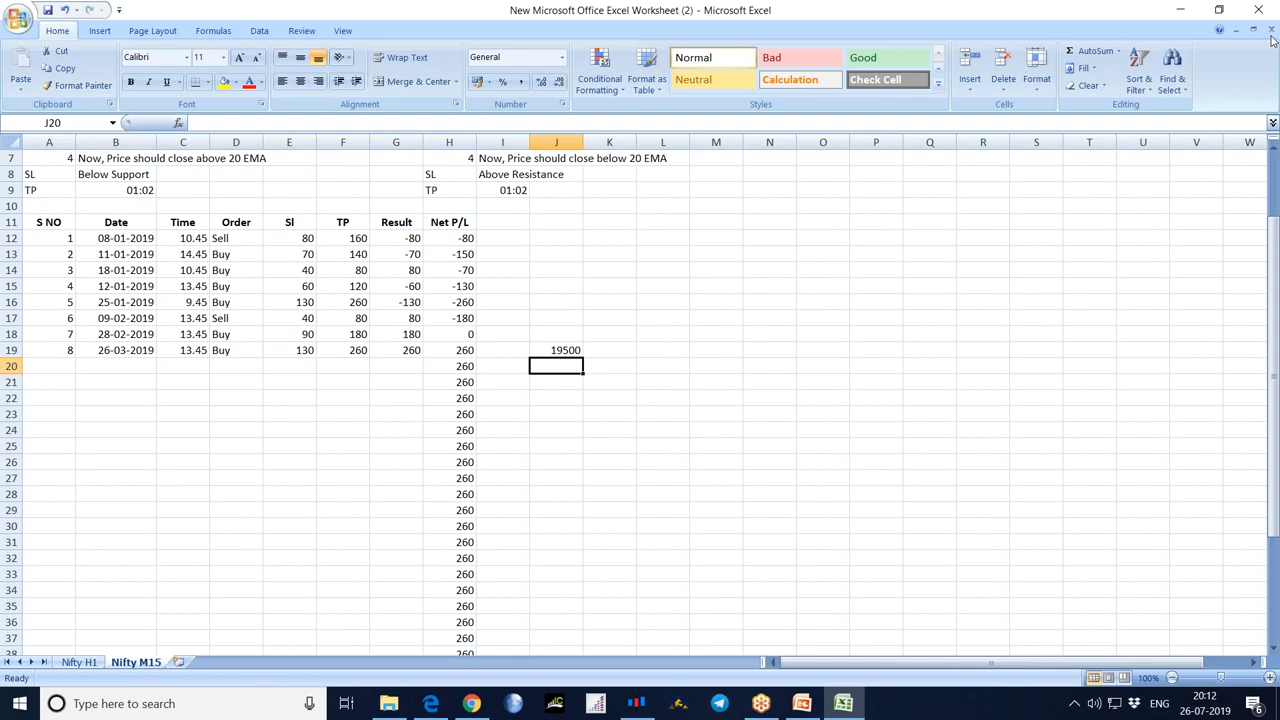 New Microsoft Office Excel Worksheet (2) - Microsoft Excel
Home Insert Page Layout Formulas Data Review View
Cut
Copy
Format Painter
Paste
Clipboard
Calibri 11
Font
Wrap Text
Merge & Center
Alignment
General
Number
Conditional Formatting
Format as Table
Normal Bad Good
Neutral Calculation Check Cell
Styles
Insert Delete Format
Cells
AutoSum
Fill
Clear
Sort & Filter
Find & Select
Editing
J20
A B C D E F G H I J K L M N O P Q R S T U V W
7 4 Now, Price should close above 20 EMA 4 Now, Price should close below 20 EMA
8 SL Below Support SL Above Resistance
9 TP 01:02 TP 01:02
10
11 S NO Date Time Order Sl TP Result Net P/L
12 1 08-01-2019 10.45 Sell 80 160 -80 -80
13 2 11-01-2019 14.45 Buy 70 140 -70 -150
14 3 18-01-2019 10.45 Buy 40 80 80 -70
15 4 12-01-2019 13.45 Buy 60 120 -60 -130
16 5 25-01-2019 9.45 Buy 130 260 -130 -260
17 6 09-02-2019 13.45 Sell 40 80 80 -180
18 7 28-02-2019 13.45 Buy 90 180 180 0
19 8 26-03-2019 13.45 Buy 130 260 260 260 19500
20 260
21 260
22 260
23 260
24 260
25 260
26 260
27 260
28 260
29 260
30 260
31 260
32 260
33 260
34 260
35 260
36 260
37 260
38 260
Nifty H1 Nifty M15
Ready 100%
Type here to search
ENG
20:12
26-07-2019
6